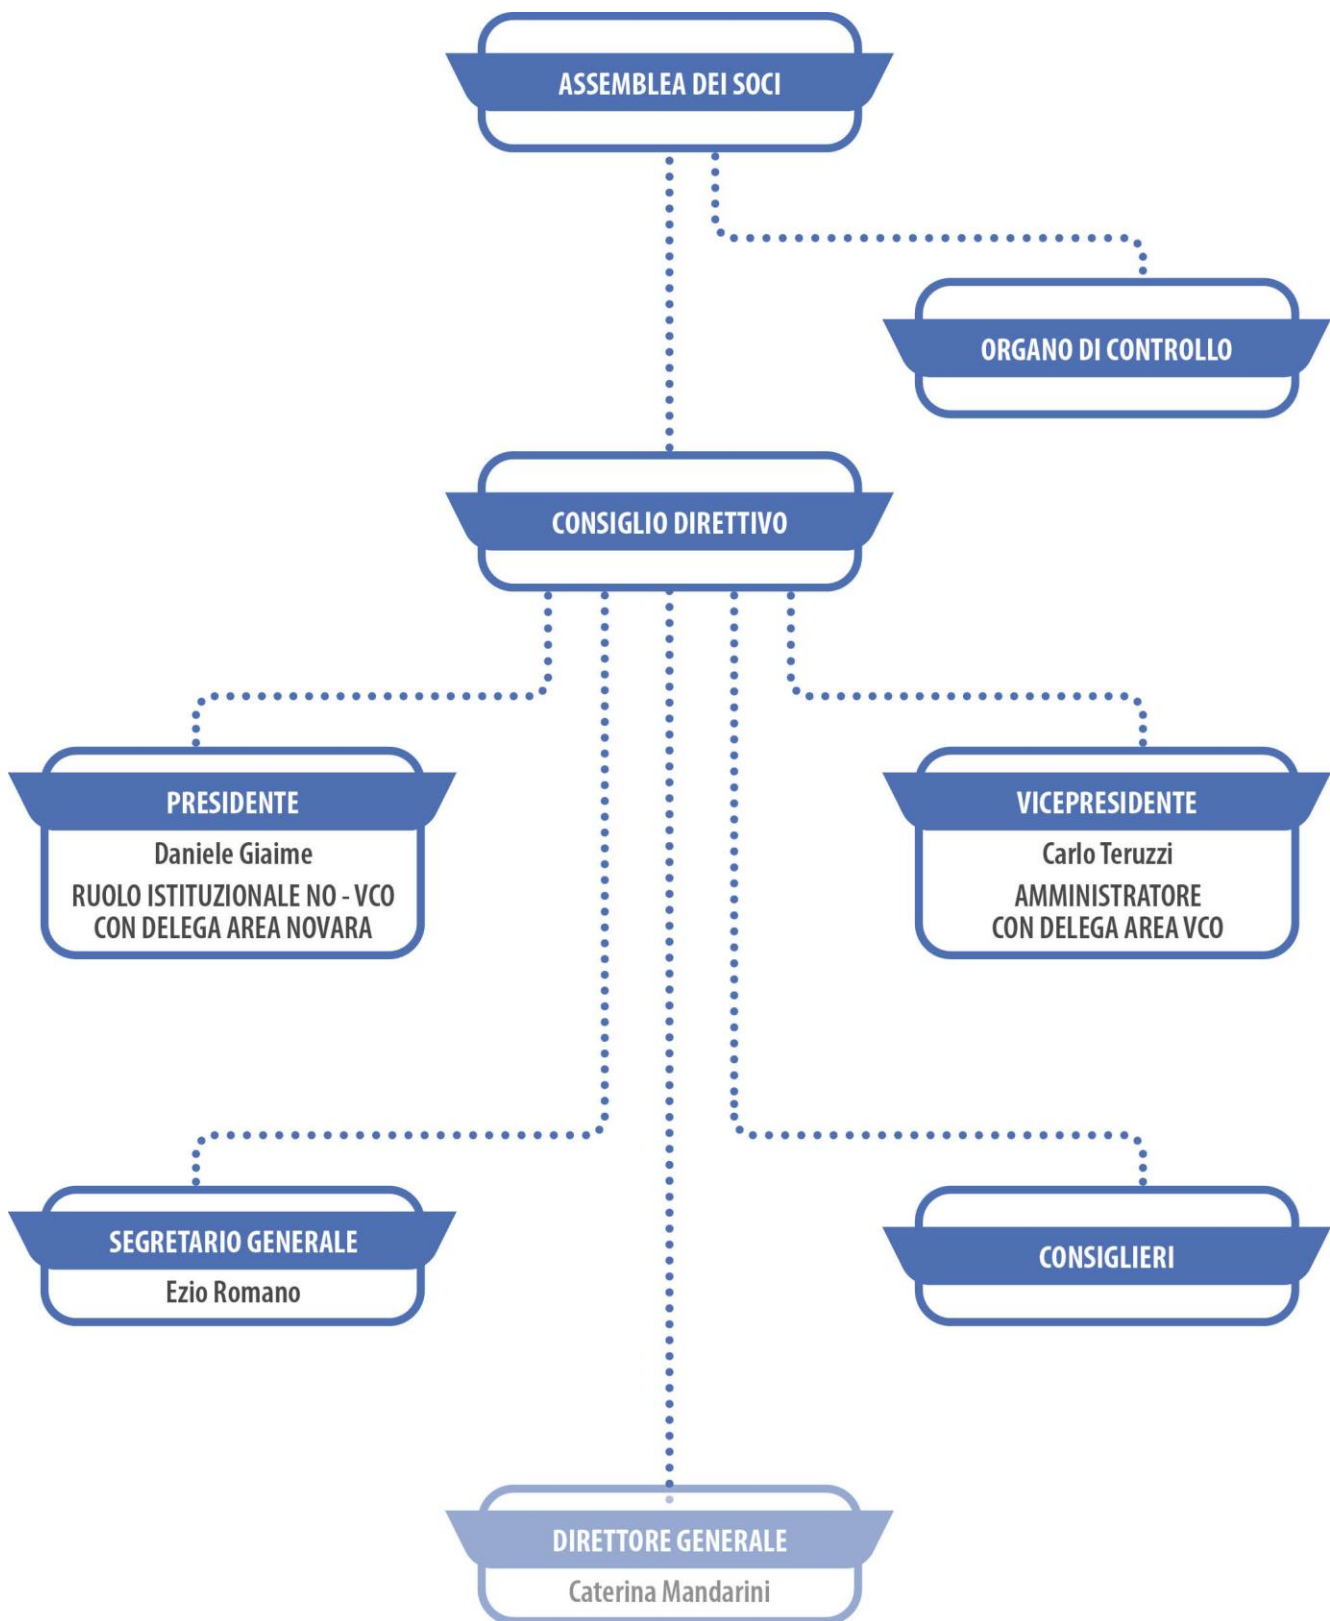 ASSEMBLEA DEI SOCI
ORGANO DI CONTROLLO
CONSIGLIO DIRETTIVO
PRESIDENTE
Daniele Giaime
RUOLO ISTITUZIONALE NO - VCO
CON DELEGA AREA NOVARA
VICEPRESIDENTE
Carlo Teruzzi
AMMINISTRATORE
CON DELEGA AREA VCO
SEGRETARIO GENERALE
Ezio Romano
CONSIGLIERI
DIRETTORE GENERALE
Caterina Mandarini